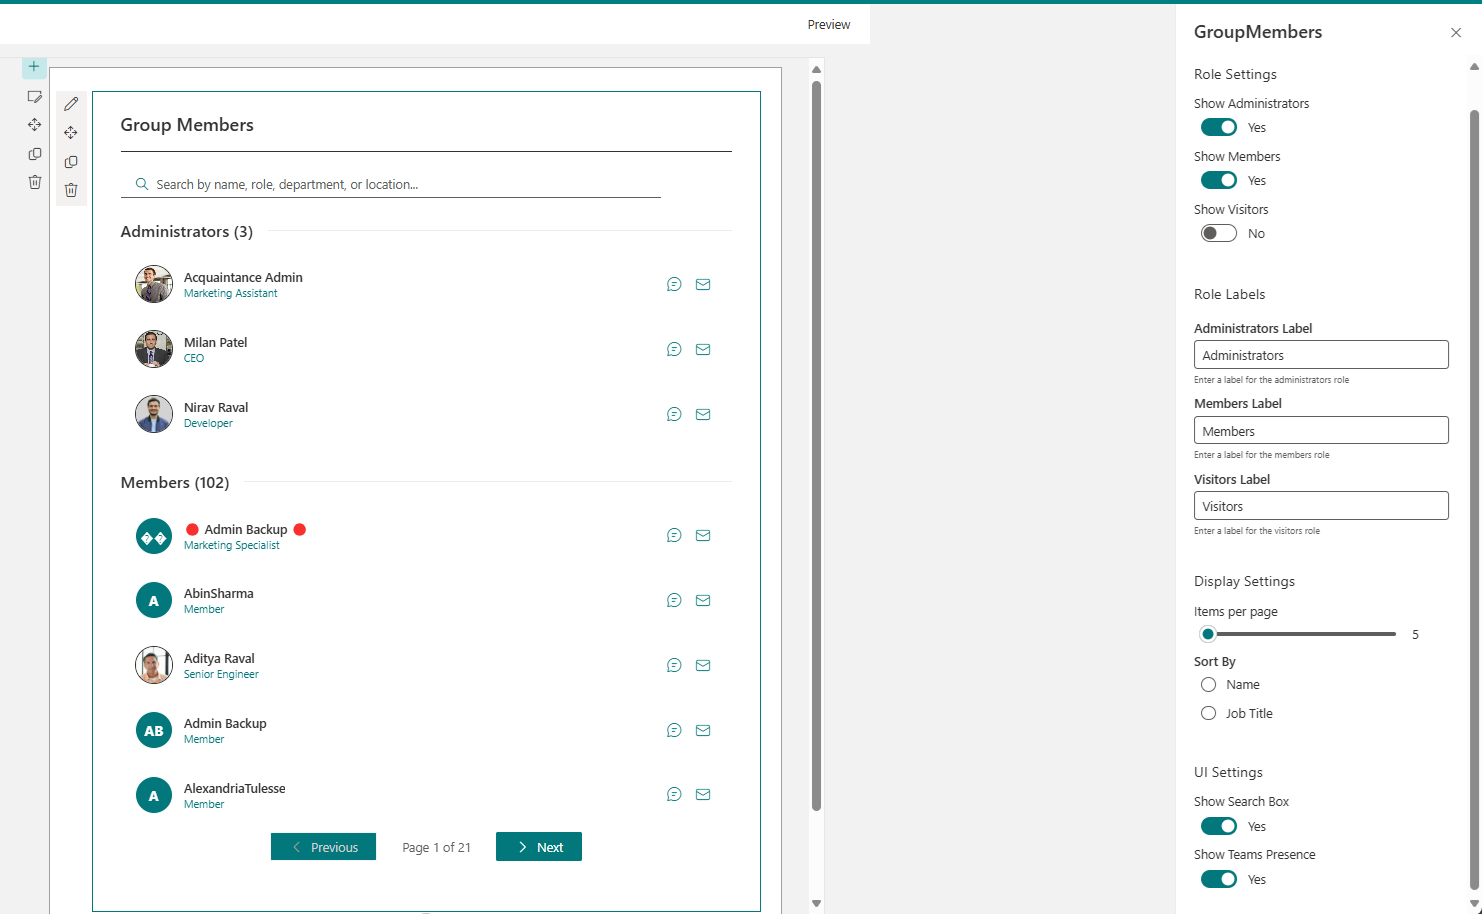 Preview
Group Members
Search by name, role, department, or location...
Administrators (3)
Acquaintance Admin
Marketing Assistant
Milan Patel
CEO
Nirav Raval
Developer
Members (102)
��
🔴 Admin Backup 🔴
Marketing Specialist
A
AbinSharma
Member
Aditya Raval
Senior Engineer
AB
Admin Backup
Member
A
AlexandriaTulesse
Member
Previous
Page 1 of 21
Next
GroupMembers
Role Settings
Show Administrators
Yes
Show Members
Yes
Show Visitors
No
Role Labels
Administrators Label
Administrators
Enter a label for the administrators role
Members Label
Members
Enter a label for the members role
Visitors Label
Visitors
Enter a label for the visitors role
Display Settings
Items per page
5
Sort By
Name
Job Title
UI Settings
Show Search Box
Yes
Show Teams Presence
Yes